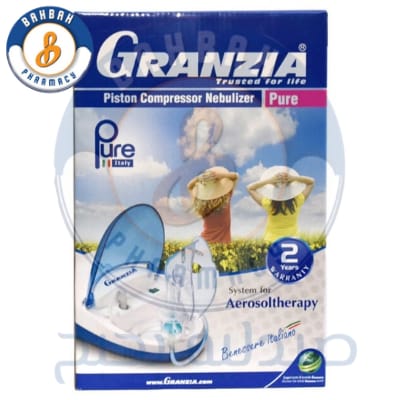 BAHBAH
PHARMACY
GRANZIA®
Trusted for life
Piston Compressor Nebulizer Pure
Pure
Italy
2
Years
WARRANTY
GRANZIA
System for
Aerosoltherapy
Benessere Italiano
www.GRANZIA.com